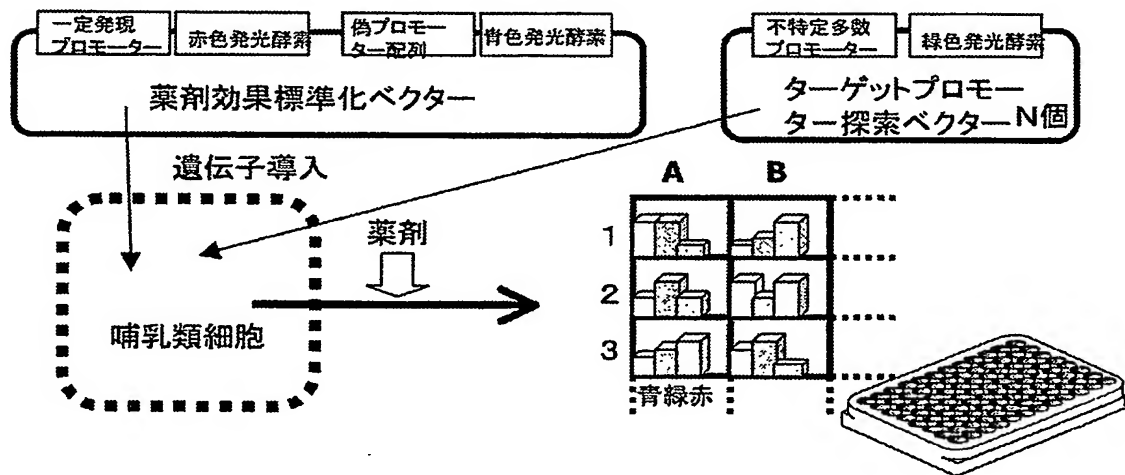 一定発現
プロモーター
赤色発光酵素
偽プロモー
ター配列
青色発光酵素
薬剤効果標準化ベクター
不特定多数
プロモーター
緑色発光酵素
ターゲットプロモー
ター探索ベクター N個
遺伝子導入
薬剤
哺乳類細胞
A B
1
2
3
青緑赤